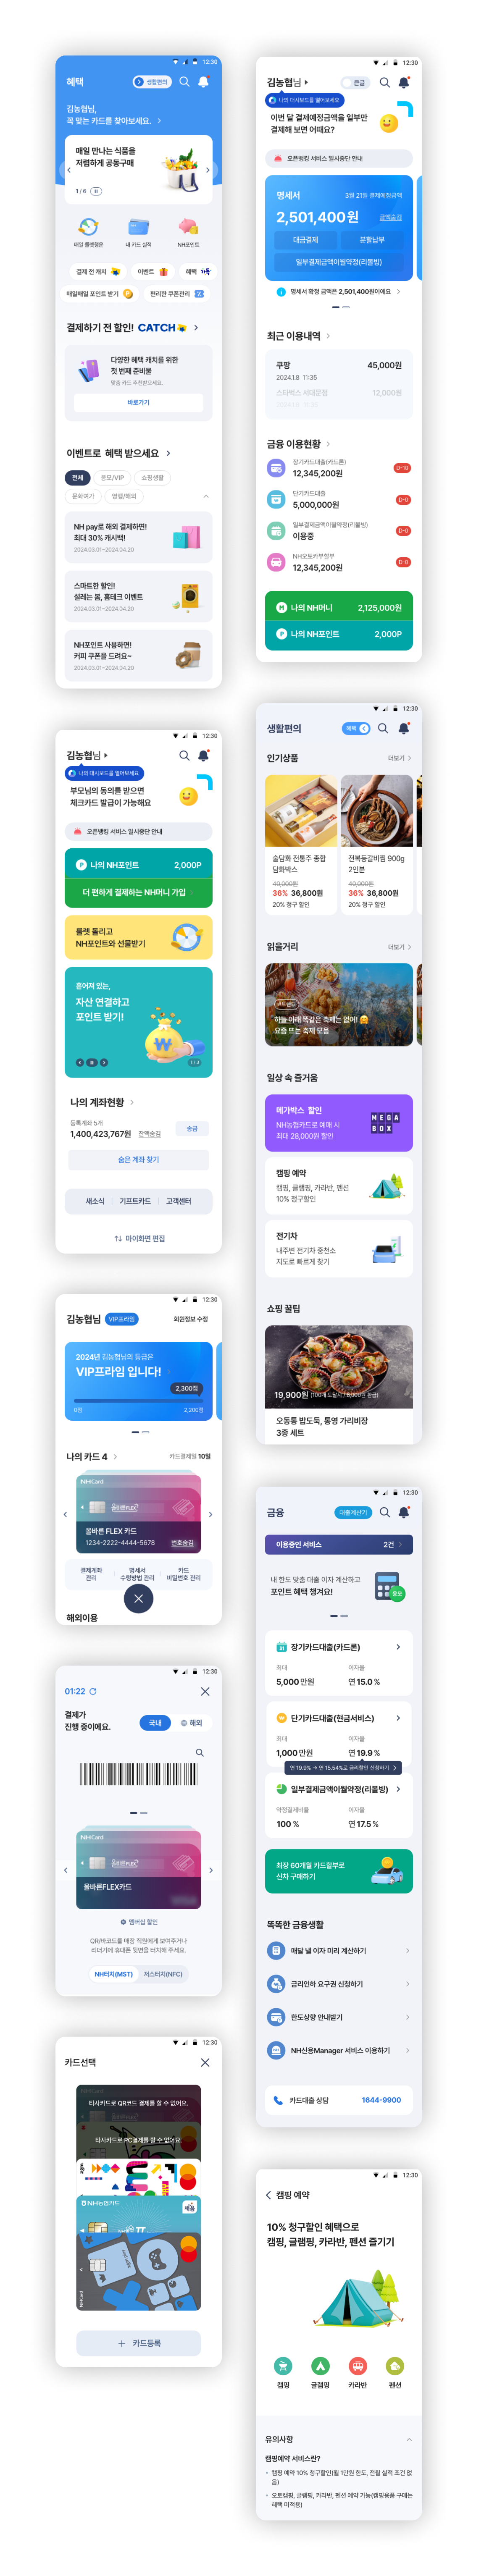 12:30
혜택
생활편의
김농협님,
꼭 맞는 카드를 찾아보세요.
매일 만나는 식품을
저렴하게 공동구매
1 / 6
매일 룰렛행운
내 카드 실적
NH포인트
결제 전 캐치
이벤트
혜택
매일매일 포인트 받기
편리한 쿠폰관리
결제하기 전 할인! CATCH
다양한 혜택 캐치를 위한
첫 번째 준비물
맞춤 카드 추천받으세요.
바로가기
이벤트로 혜택 받으세요
전체
응모/VIP
쇼핑생활
문화여가
여행/해외
NH pay로 해외 결제하면!
최대 30% 캐시백!
2024.03.01~2024.04.20
스마트한 할인!
설레는 봄, 홈테크 이벤트
2024.03.01~2024.04.20
NH포인트 사용하면!
커피 쿠폰을 드려요~
2024.03.01~2024.04.20
12:30
김농협님
나의 대시보드를 열어보세요
부모님의 동의를 받으면
체크카드 발급이 가능해요
오픈뱅킹 서비스 일시중단 안내
P 나의 NH포인트
2,000P
더 편하게 결제하는 NH머니 가입
룰렛 돌리고
NH포인트와 선물받기
흩어져 있는,
자산 연결하고
포인트 받기!
나의 계좌현황
등록계좌 5개
1,400,423,767원
잔액숨김
송금
숨은 계좌 찾기
새소식
기프트카드
고객센터
마이화면 편집
12:30
김농협님
VIP프라임
회원정보 수정
2024년 김농협님의 등급은
VIP프라임 입니다!
2,300점
0점
2,200점
나의 카드 4
카드결제일 10일
NHCard
올바른FLEX
올바른 FLEX 카드
1234-2222-4444-5678
번호숨김
결제계좌
관리
명세서
수령방법 관리
카드
비밀번호 관리
해외이용
12:30
01:22
결제가
진행 중이에요.
국내
해외
NHCard
올바른FLEX
올바른FLEX카드
멤버십 할인
QR/바코드를 매장 직원에게 보여주거나
리더기에 휴대폰 뒷면을 터치해 주세요.
NH터치(MST)
저스터치(NFC)
12:30
카드선택
타사카드로 QR코드 결제를 할 수 없어요.
타사카드로 PC결제를 할 수 없어요.
NH농협카드
카드등록
12:30
김농협님
큰글
나의 대시보드를 열어보세요
이번 달 결제예정금액을 일부만
결제해 보면 어때요?
오픈뱅킹 서비스 일시중단 안내
명세서
3월 21일 결제예정금액
2,501,400원
금액숨김
대금결제
분할납부
일부결제금액이월약정(리볼빙)
명세서 확정 금액은 2,501,400원이에요
최근 이용내역
쿠팡
45,000원
2024.1.8 11:35
스타벅스 서대문점
12,000원
금융 이용현황
장기카드대출(카드론)
12,345,200원
D-10
단기카드대출
5,000,000원
D-0
일부결제금액이월약정(리볼빙)
이용중
D-0
NH오토카부할부
12,345,200원
D-0
나의 NH머니
2,125,000원
P 나의 NH포인트
2,000P
12:30
생활편의
혜택
인기상품
더보기
술담화 전통주 종합
담화박스
40,000원
36% 36,800원
20% 청구 할인
전복등갈비찜 900g
2인분
40,000원
36% 36,800원
20% 청구 할인
읽을거리
더보기
하늘 아래 똑같은 축제는 없어!
요즘 뜨는 축제 모음
일상 속 즐거움
메가박스 할인
NH농협카드로 예매 시
최대 28,000원 할인
MEGA
BOX
캠핑 예약
캠핑, 글램핑, 카라반, 펜션
10% 청구할인
전기차
내주변 전기차 충전소
지도로 빠르게 찾기
쇼핑 꿀팁
19,900원
오동통 밥도둑, 통영 가리비장
3종 세트
12:30
금융
대출계산기
이용중인 서비스
2건
내 한도 맞춤 대출 이자 계산하고
포인트 혜택 챙겨요!
장기카드대출(카드론)
최대
이자율
5,000만원
연 15.0 %
단기카드대출(현금서비스)
최대
이자율
1,000만원
연 19.9 %
연 19.9% → 연 15.54%로 금리할인 신청하기
일부결제금액이월약정(리볼빙)
약정결제비율
이자율
100 %
연 17.5 %
최장 60개월 카드할부로
신차 구매하기
똑똑한 금융생활
매달 낼 이자 미리 계산하기
금리인하 요구권 신청하기
한도상향 안내받기
NH신용Manager 서비스 이용하기
카드대출 상담
1644-9900
12:30
캠핑 예약
10% 청구할인 혜택으로
캠핑, 글램핑, 카라반, 펜션 즐기기
캠핑
글램핑
카라반
펜션
유의사항
캠핑예약 서비스란?
캠핑 예약 10% 청구할인(월 1만원 한도, 전월 실적 조건 없
음)
오토캠핑, 글램핑, 카라반, 펜션 예약 가능(캠핑용품 구매는
혜택 미적용)